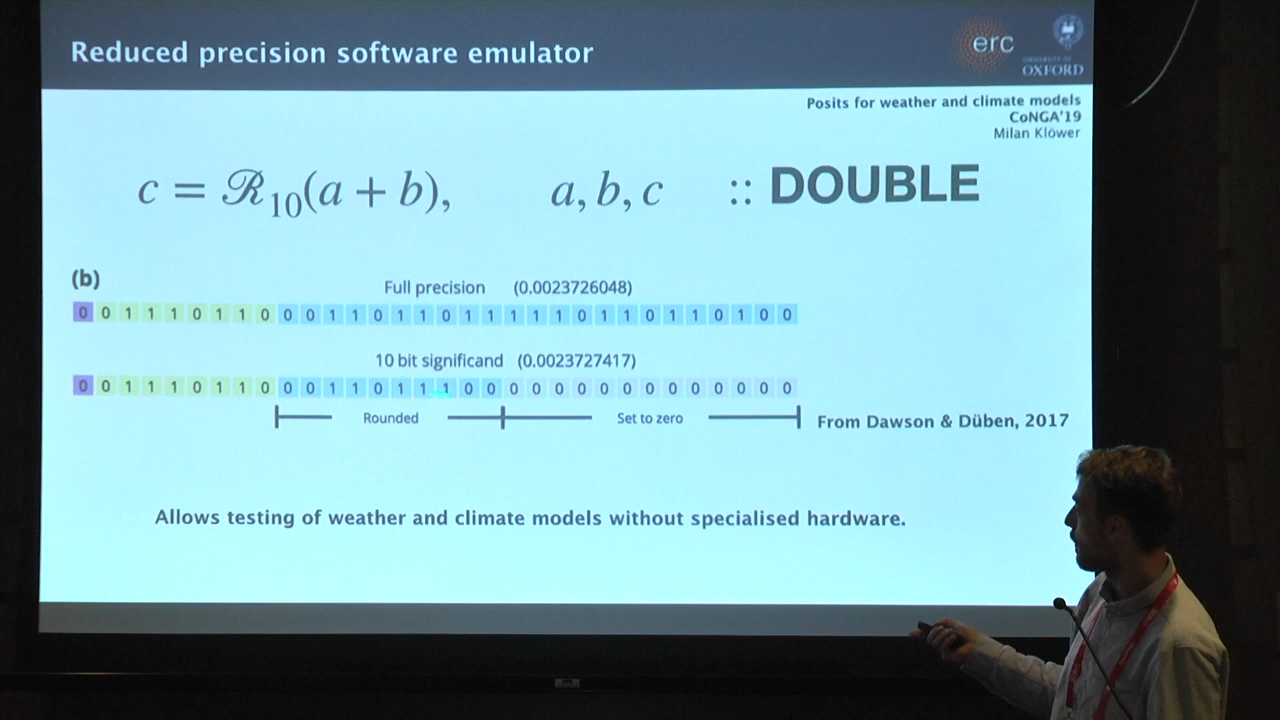 Reduced precision software emulator
erc
UNIVERSITY OF
OXFORD
Posits for weather and climate models
CoNGA'19
Milan Klöwer
c = ℛ₁₀(a + b), a, b, c :: DOUBLE
(b)
Full precision (0.0023726048)
0 0 1 1 1 0 1 1 0 0 0 1 1 0 1 1 0 1 1 1 1 1 0 1 1 0 1 1 0 1 0 0
10 bit significand (0.0023727417)
0 0 1 1 1 0 1 1 0 0 0 1 1 0 1 1 1 0 0 0 0 0 0 0 0 0 0 0 0 0 0 0
Rounded Set to zero From Dawson & Düben, 2017
Allows testing of weather and climate models without specialised hardware.